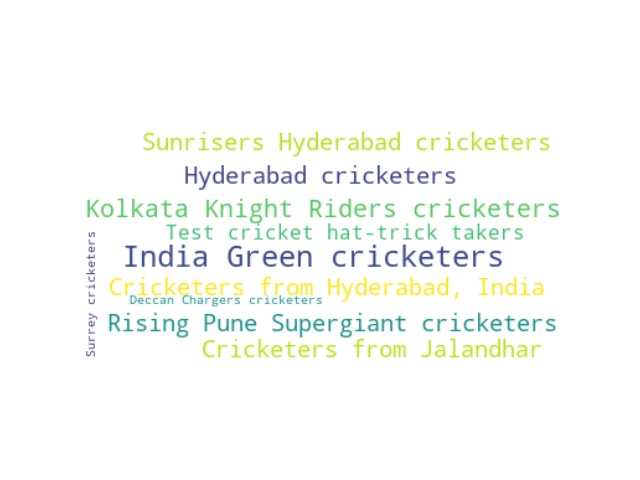 Sunrisers Hyderabad cricketers
Hyderabad cricketers
Kolkata Knight Riders cricketers
Test cricket hat-trick takers
India Green cricketers
Cricketers from Hyderabad, India
Deccan Chargers cricketers
Rising Pune Supergiant cricketers
Cricketers from Jalandhar
Surrey cricketers